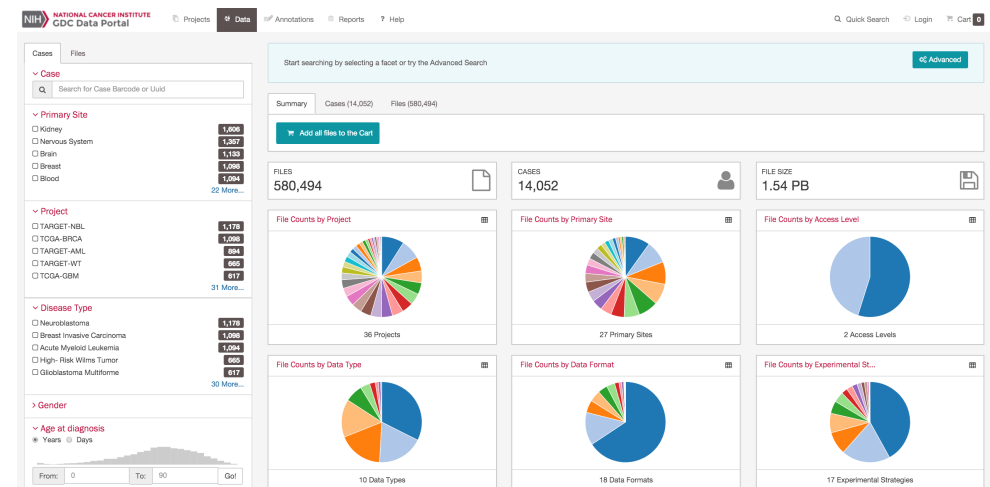 NIH NATIONAL CANCER INSTITUTE
GDC Data Portal
Projects
Data
Annotations
Reports
? Help
Quick Search
Login
Cart 0
Cases
Files
Case
Search for Case Barcode or Uuid
Primary Site
Kidney 1,606
Nervous System 1,357
Brain 1,133
Breast 1,098
Blood 1,094
22 More...
Project
TARGET-NBL 1,178
TCGA-BRCA 1,098
TARGET-AML 894
TARGET-WT 665
TCGA-GBM 617
31 More...
Disease Type
Neuroblastoma 1,178
Breast Invasive Carcinoma 1,098
Acute Myeloid Leukemia 1,094
High- Risk Wilms Tumor 665
Glioblastoma Multiforme 617
30 More...
Gender
Age at diagnosis
Years Days
From: 0 To: 90 Go!
Start searching by selecting a facet or try the Advanced Search
Advanced
Summary
Cases (14,052)
Files (580,494)
Add all files to the Cart
FILES
580,494
CASES
14,052
FILE SIZE
1.54 PB
File Counts by Project
36 Projects
File Counts by Primary Site
27 Primary Sites
File Counts by Access Level
2 Access Levels
File Counts by Data Type
10 Data Types
File Counts by Data Format
18 Data Formats
File Counts by Experimental St...
17 Experimental Strategies